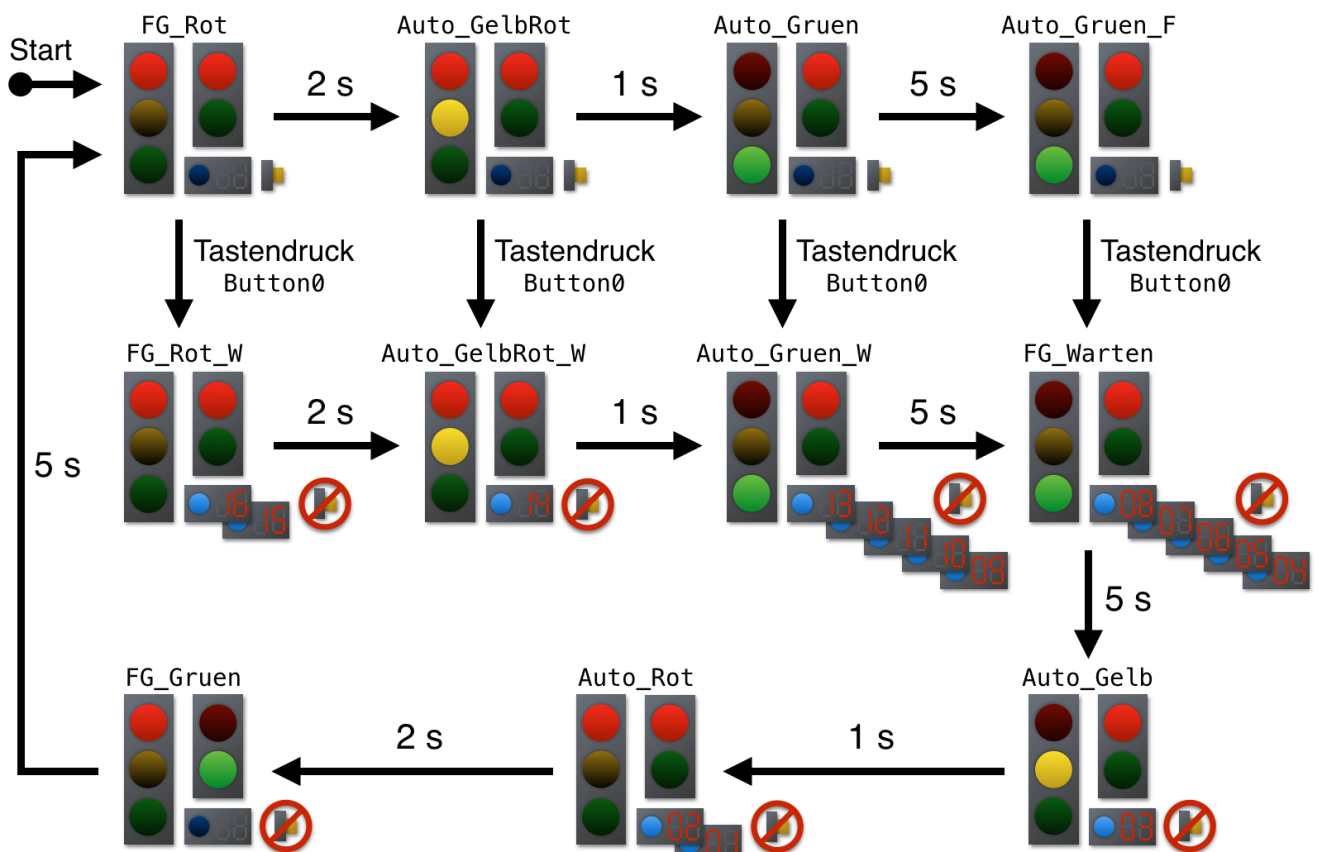 FG_Rot
Auto_GelbRot
Auto_Gruen
Auto_Gruen_F
Start
2 s
1 s
5 s
Tastendruck
Button0
Tastendruck
Button0
Tastendruck
Button0
Tastendruck
Button0
FG_Rot_W
Auto_GelbRot_W
Auto_Gruen_W
FG_Warten
2 s
1 s
5 s
5 s
16
15
14
13
12
11
10
09
08
07
06
05
04
5 s
FG_Gruen
Auto_Rot
Auto_Gelb
2 s
1 s
02
01
03